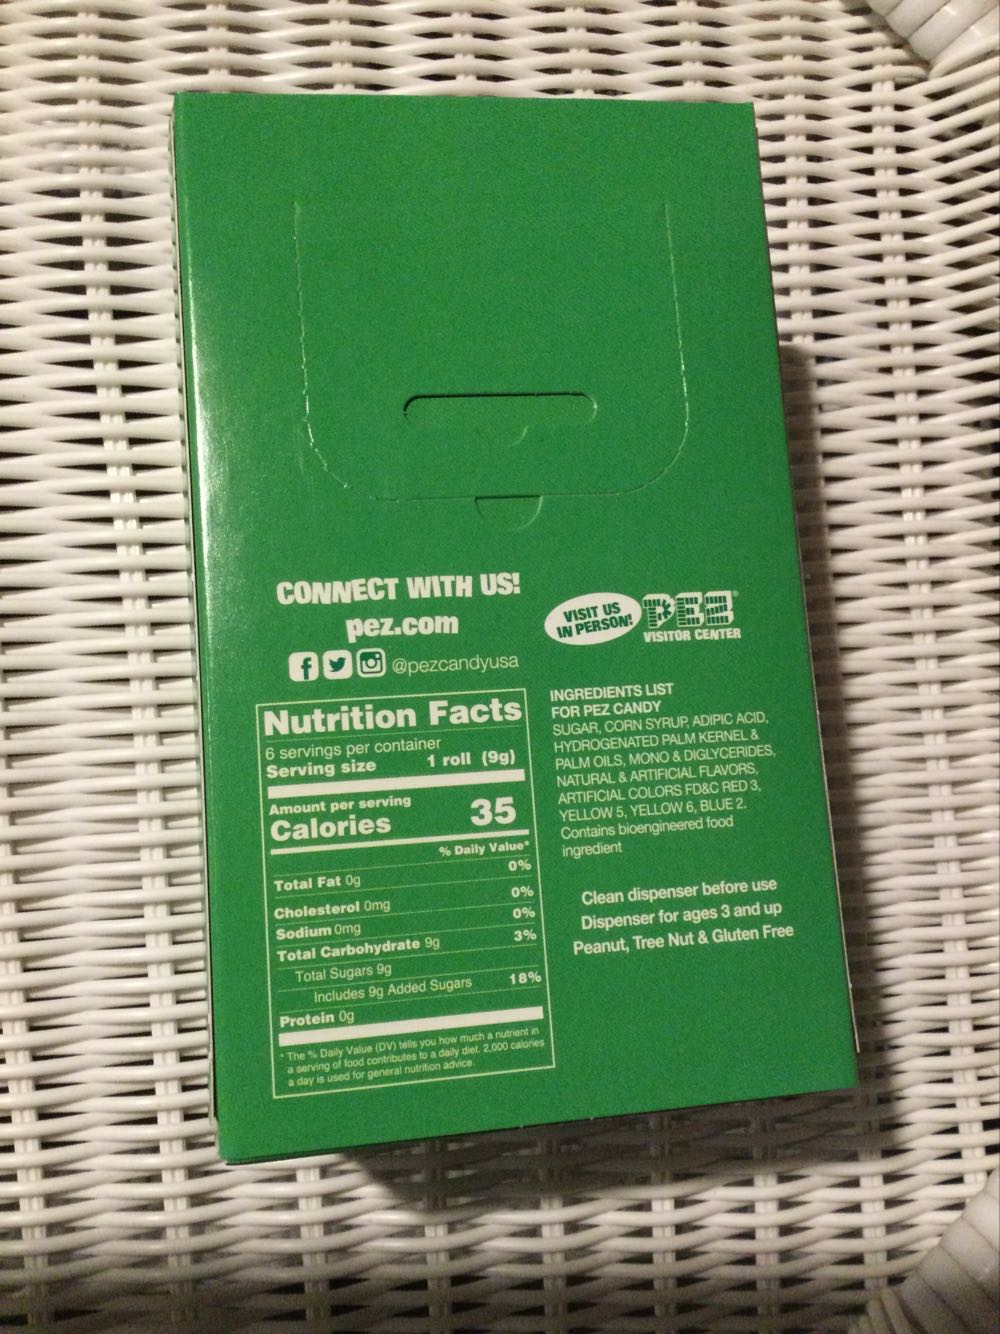 CONNECT WITH US!
pez.com
@pezcandyusa
VISIT US
IN PERSON!
PEZ®
VISITOR CENTER
Nutrition Facts
6 servings per container
Serving size 1 roll (9g)
Amount per serving
Calories 35
% Daily Value*
Total Fat 0g 0%
Cholesterol 0mg 0%
Sodium 0mg 0%
Total Carbohydrate 9g 3%
Total Sugars 9g
Includes 9g Added Sugars 18%
Protein 0g
* The % Daily Value (DV) tells you how much a nutrient in
a serving of food contributes to a daily diet. 2,000 calories
a day is used for general nutrition advice.
INGREDIENTS LIST
FOR PEZ CANDY
SUGAR, CORN SYRUP, ADIPIC ACID,
HYDROGENATED PALM KERNEL &
PALM OILS, MONO & DIGLYCERIDES,
NATURAL & ARTIFICIAL FLAVORS,
ARTIFICIAL COLORS FD&C RED 3,
YELLOW 5, YELLOW 6, BLUE 2.
Contains bioengineered food
ingredient
Clean dispenser before use
Dispenser for ages 3 and up
Peanut, Tree Nut & Gluten Free